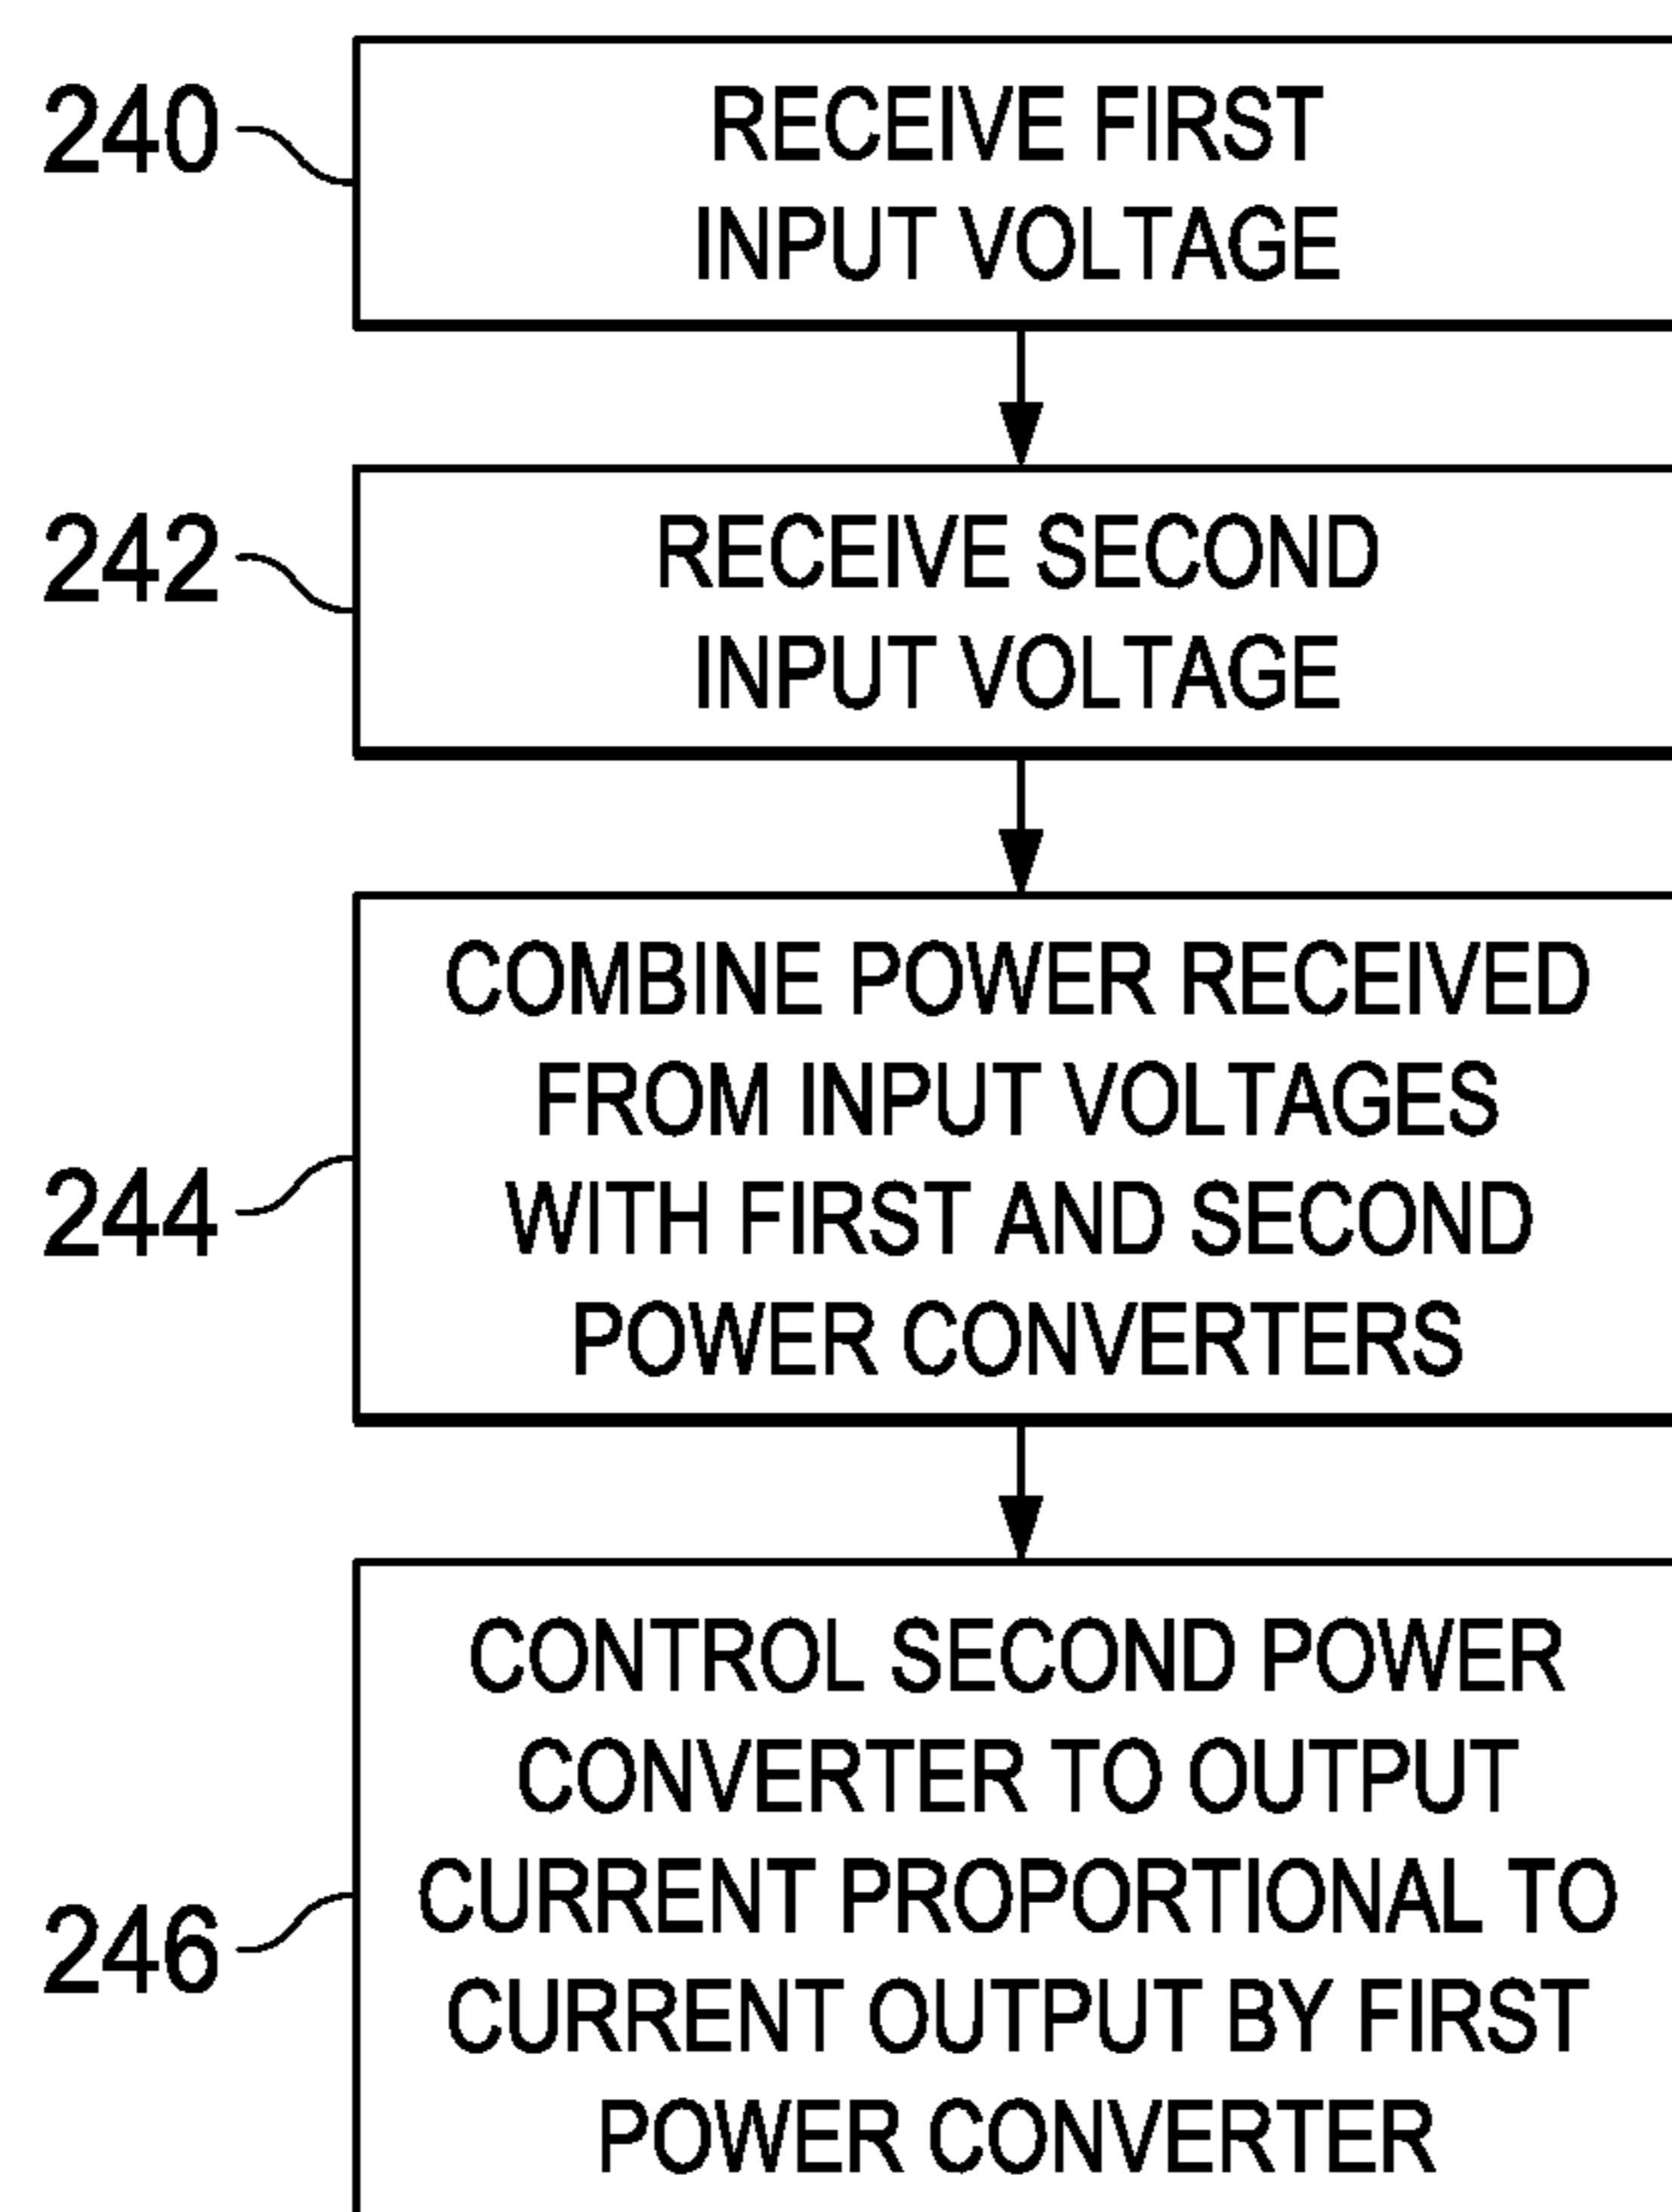 240
RECEIVE FIRST
INPUT VOLTAGE
242
RECEIVE SECOND
INPUT VOLTAGE
244
COMBINE POWER RECEIVED
FROM INPUT VOLTAGES
WITH FIRST AND SECOND
POWER CONVERTERS
246
CONTROL SECOND POWER
CONVERTER TO OUTPUT
CURRENT PROPORTIONAL TO
CURRENT OUTPUT BY FIRST
POWER CONVERTER